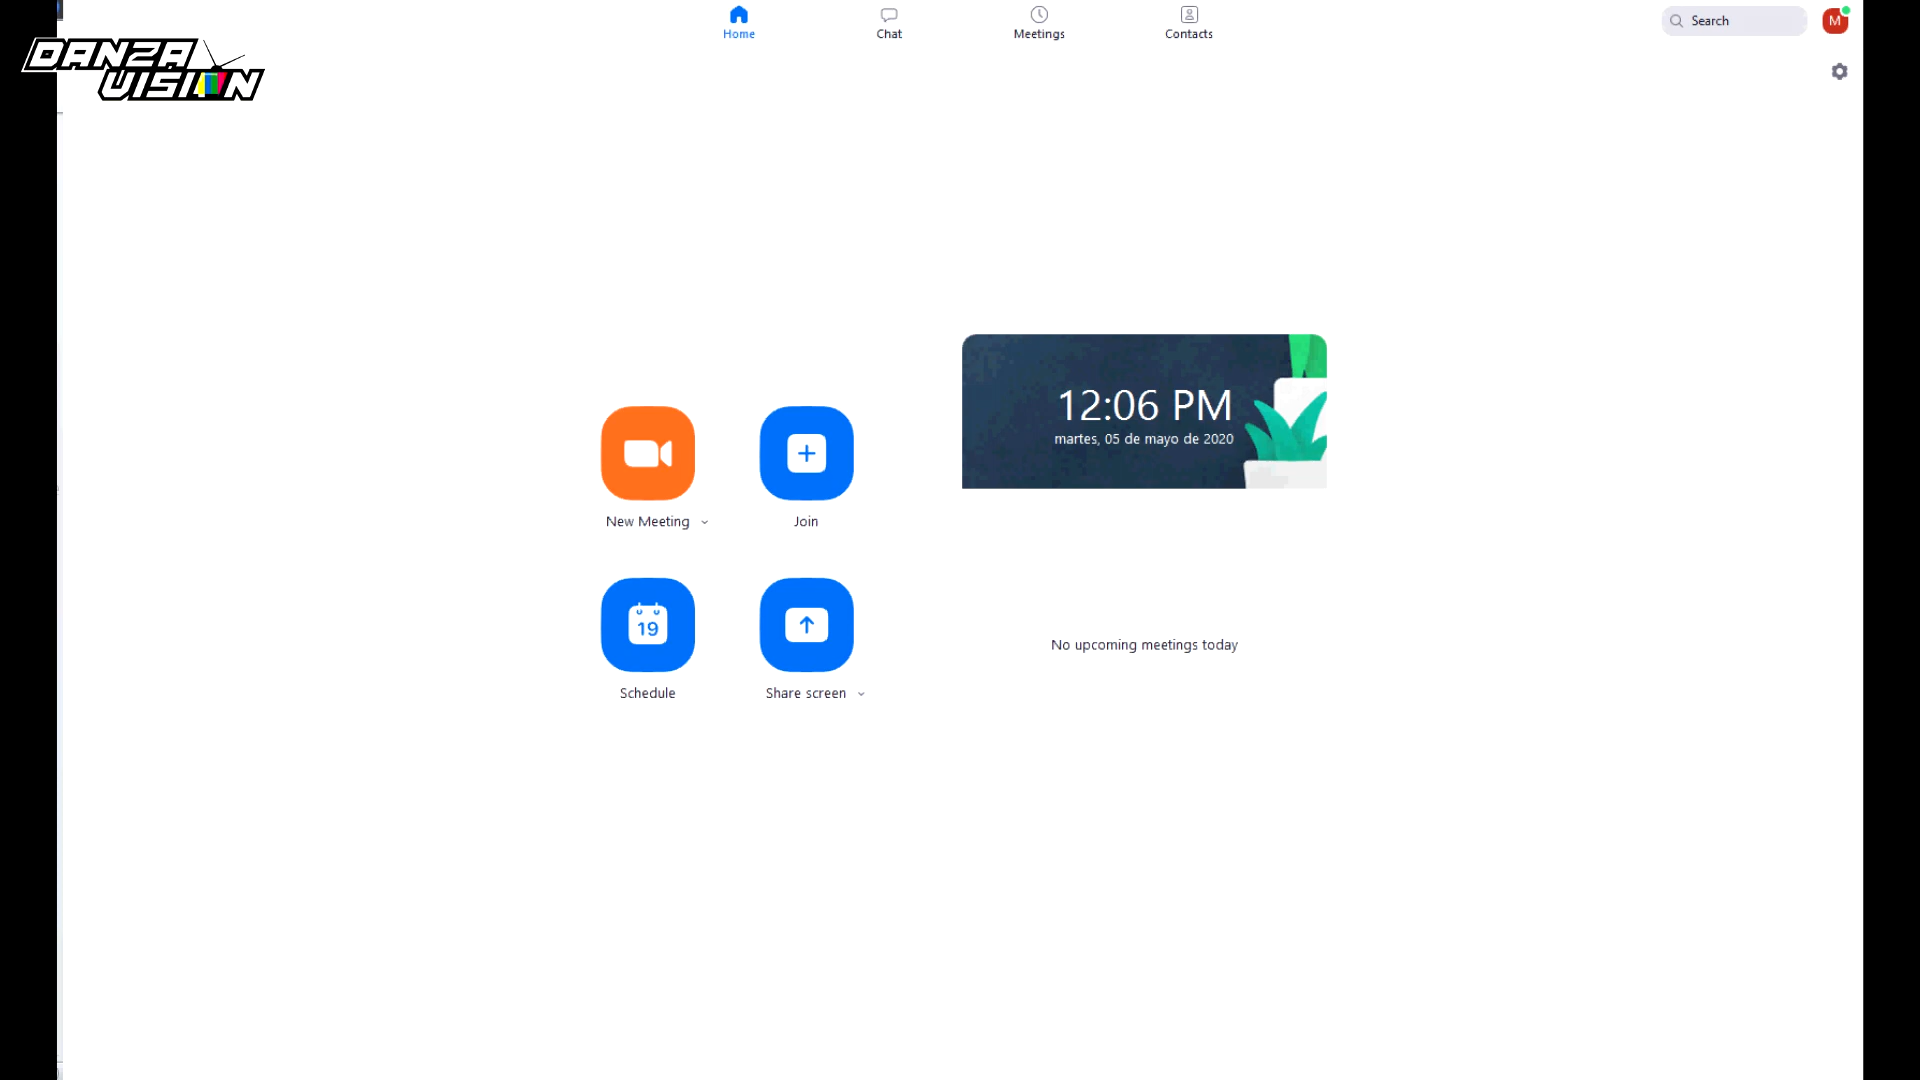 Home
Chat
Meetings
Contacts
Search
M
DANZA
VISION
12:06 PM
martes, 05 de mayo de 2020
New Meeting
Join
19
Schedule
Share screen
No upcoming meetings today